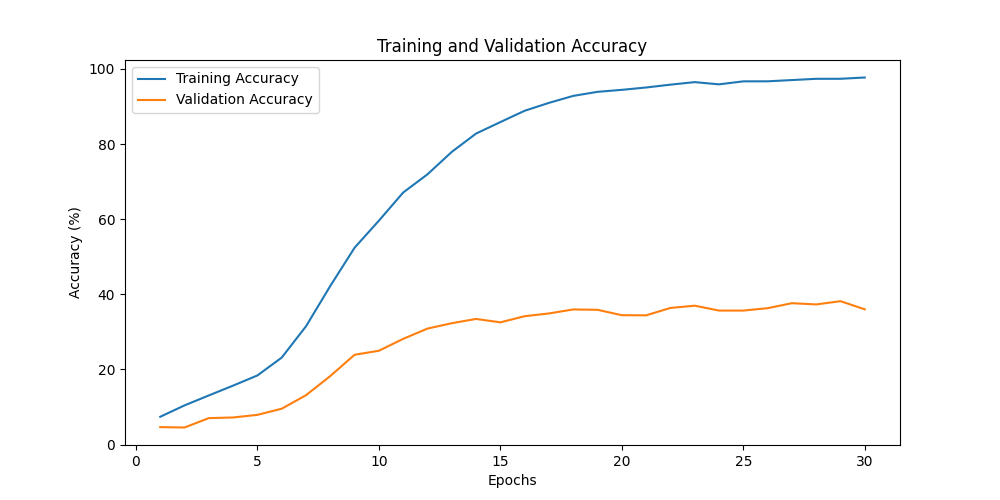 Training and Validation Accuracy
Training Accuracy
Validation Accuracy
100
80
60
40
20
0
Accuracy (%)
0 5 10 15 20 25 30
Epochs